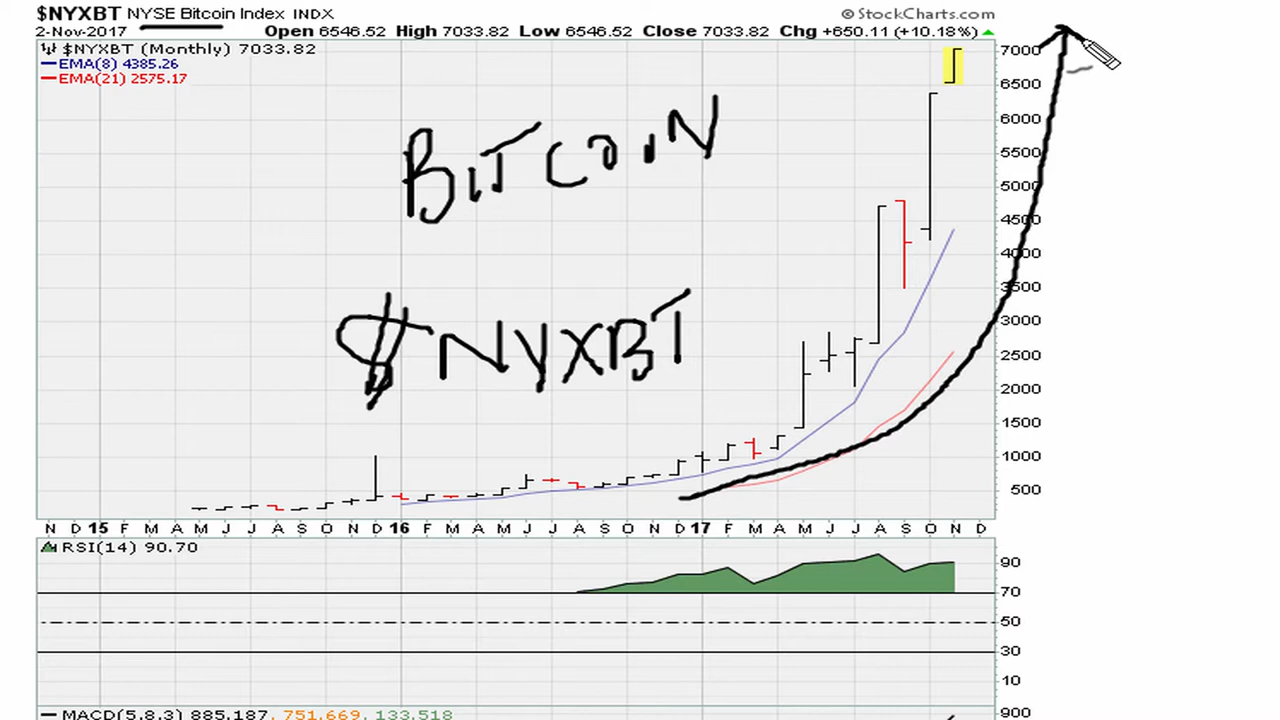 $NYXBT NYSE Bitcoin Index INDX © StockCharts.com
2-Nov-2017 Open 6546.52 High 7033.82 Low 6546.52 Close 7033.82 Chg +650.11 (+10.18%)
$NYXBT (Monthly) 7033.82
EMA(8) 4385.26
EMA(21) 2575.17
BiTCOiN
$NYXBT
7000
6500
6000
5500
5000
4500
4000
3500
3000
2500
2000
1500
1000
500
N D 15 F M A M J J A S O N D 16 F M A M J J A S O N D 17 F M A M J J A S O N D
RSI(14) 90.70
90
70
50
30
10
MACD(5,8,3) 885.187, 751.669, 133.518
900